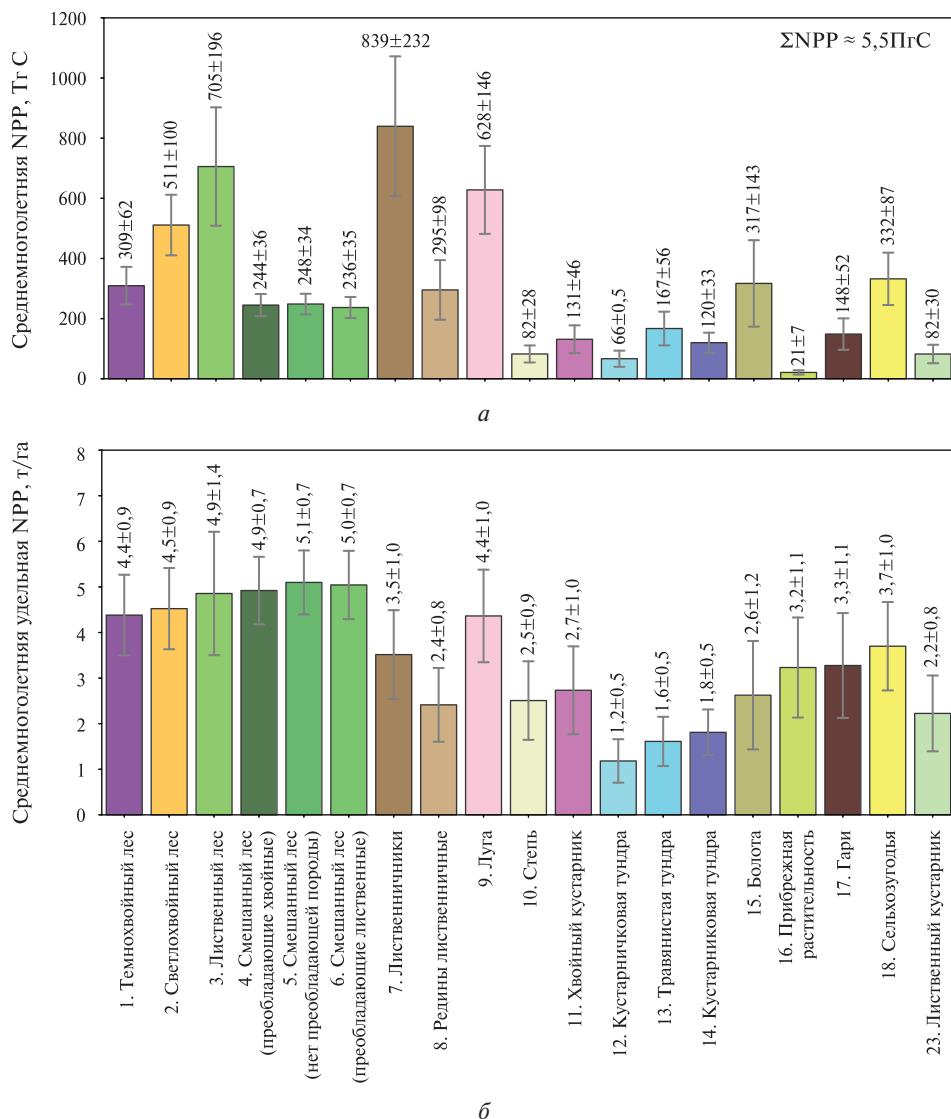 Среднемноголетняя NPP, Тг С
1200
1000
800
600
400
200
0
ΣNPP ≈ 5,5ПгС
309±62
511±100
705±196
244±36
248±34
236±35
839±232
295±98
628±146
82±28
131±46
66±0,5
167±56
120±33
317±143
21±7
148±52
332±87
82±30
а
Среднемноголетняя удельная NPP, т/га
8
7
6
5
4
3
2
1
0
4,4±0,9
4,5±0,9
4,9±1,4
4,9±0,7
5,1±0,7
5,0±0,7
3,5±1,0
2,4±0,8
4,4±1,0
2,5±0,9
2,7±1,0
1,2±0,5
1,6±0,5
1,8±0,5
2,6±1,2
3,2±1,1
3,3±1,1
3,7±1,0
2,2±0,8
1. Темнохвойный лес
2. Светлохвойный лес
3. Лиственный лес
4. Смешанный лес
(преобладающие хвойные)
5. Смешанный лес
(нет преобладающей породы)
6. Смешанный лес
(преобладающие лиственные)
7. Лиственничники
8. Редины лиственничные
9. Луга
10. Степь
11. Хвойный кустарник
12. Кустарничковая тундра
13. Травянистая тундра
14. Кустарниковая тундра
15. Болота
16. Прибрежная
растительность
17. Гари
18. Сельхозугодья
23. Лиственный кустарник
б